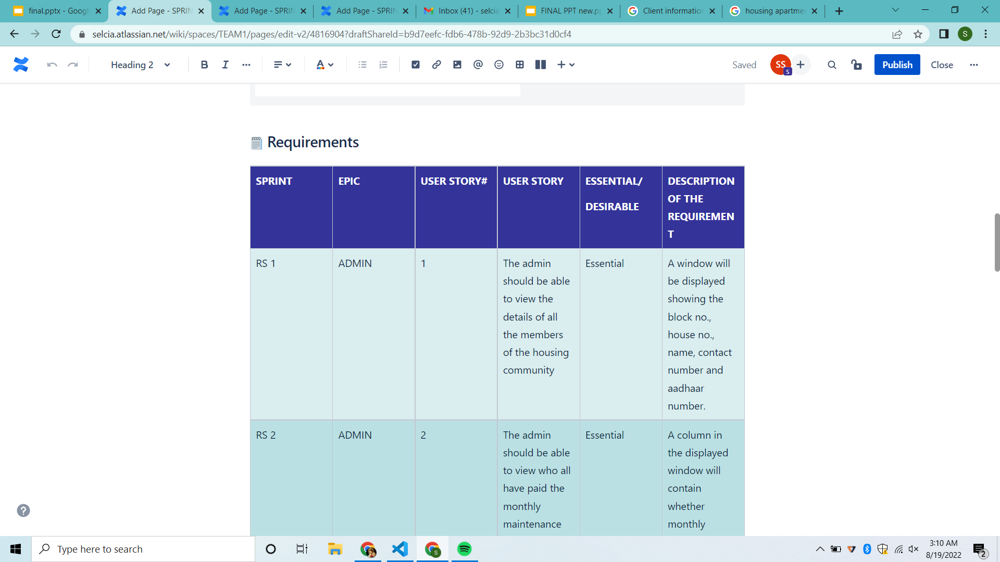 final.pptx - Google
Add Page - SPRIN
Add Page - SPRIN
Add Page - SPRIN
Inbox (41) - selcia
FINAL PPT new.pp
Client information
housing apartmen
selcia.atlassian.net/wiki/spaces/TEAM1/pages/edit-v2/4816904?draftShareId=b9d7eefc-fdb6-478b-92d9-2b3bc31d0cf4
S
Heading 2
B
I
A
Saved
SS
S
Publish
Close
Requirements
SPRINT
EPIC
USER STORY#
USER STORY
ESSENTIAL/
DESIRABLE
DESCRIPTION
OF THE
REQUIREMEN
T
RS 1
ADMIN
1
The admin
should be able
to view the
details of all
the members
of the housing
community
Essential
A window will
be displayed
showing the
block no.,
house no.,
name, contact
number and
aadhaar
number.
RS 2
ADMIN
2
The admin
should be able
to view who all
have paid the
monthly
maintenance
Essential
A column in
the displayed
window will
contain
whether
monthly
Type here to search
S
3:10 AM
8/19/2022
2